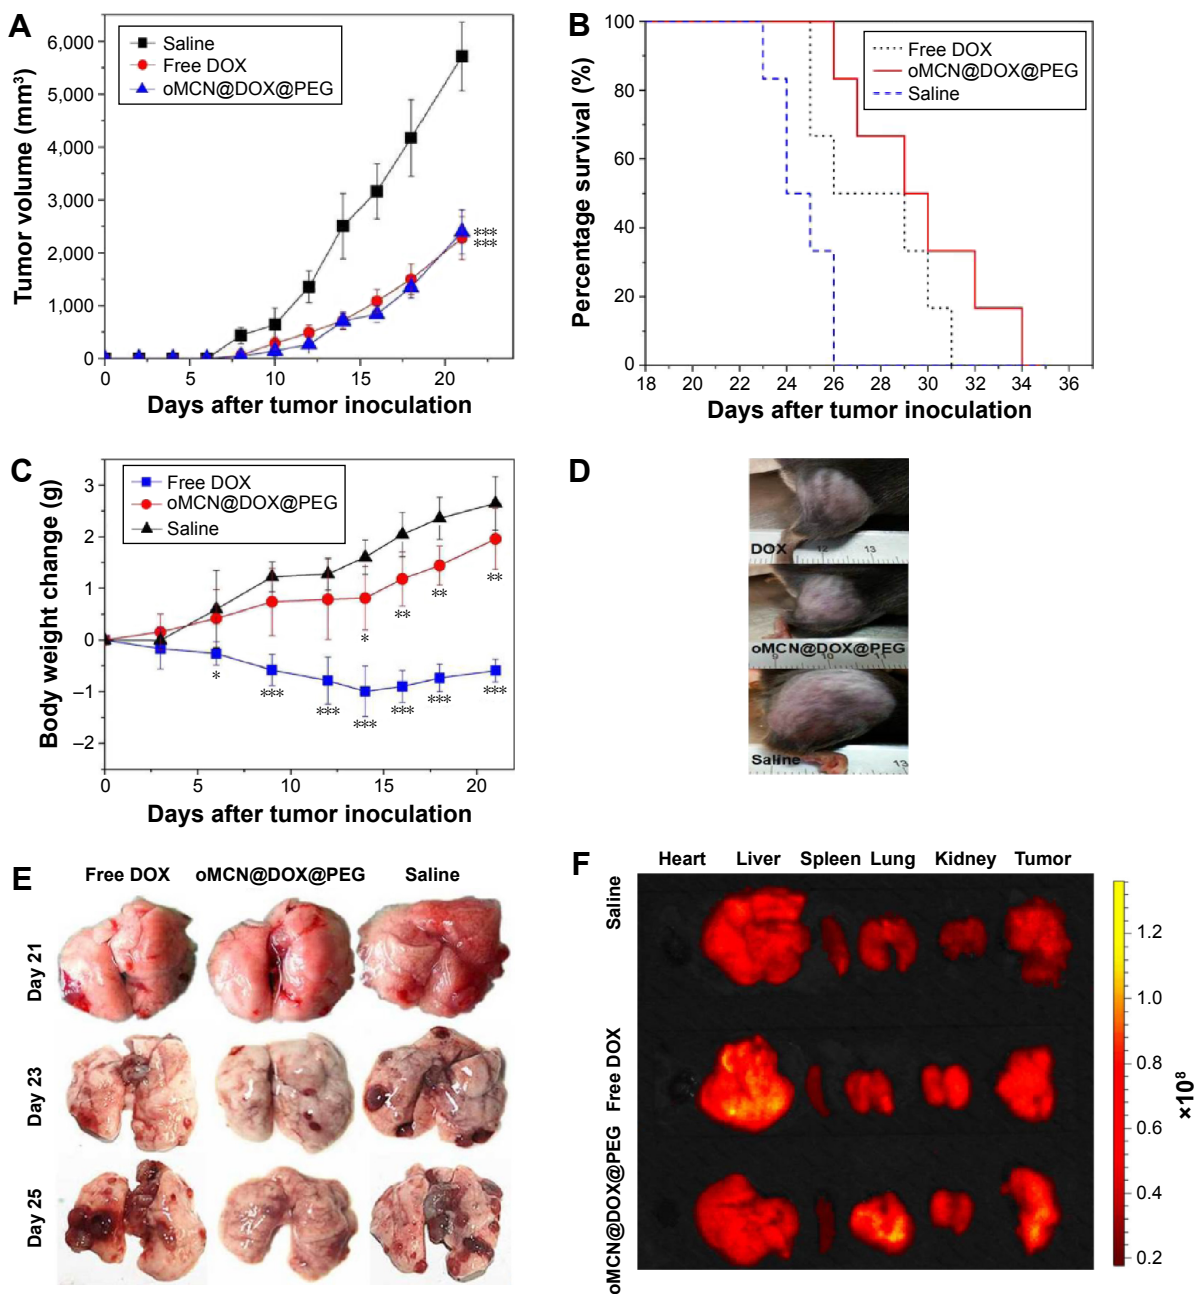 A
Tumor volume (mm³)
6,000
5,000
4,000
3,000
2,000
1,000
0
Saline
Free DOX
oMCN@DOX@PEG
***
***
0 5 10 15 20
Days after tumor inoculation
B
Percentage survival (%)
100
80
60
40
20
0
Free DOX
oMCN@DOX@PEG
Saline
18 20 22 24 26 28 30 32 34 36
Days after tumor inoculation
C
Body weight change (g)
3
2
1
0
–1
–2
Free DOX
oMCN@DOX@PEG
Saline
* ** ** **
* *** *** *** *** *** ***
0 5 10 15 20
Days after tumor inoculation
D
DOX 12 13
oMCN@DOX@PEG
9 10 11
Saline 13
E
Free DOX oMCN@DOX@PEG Saline
Day 21
Day 23
Day 25
F
Heart Liver Spleen Lung Kidney Tumor
Saline
Free DOX
oMCN@DOX@PEG
1.2
1.0
0.8
0.6
0.4
0.2
×10⁸